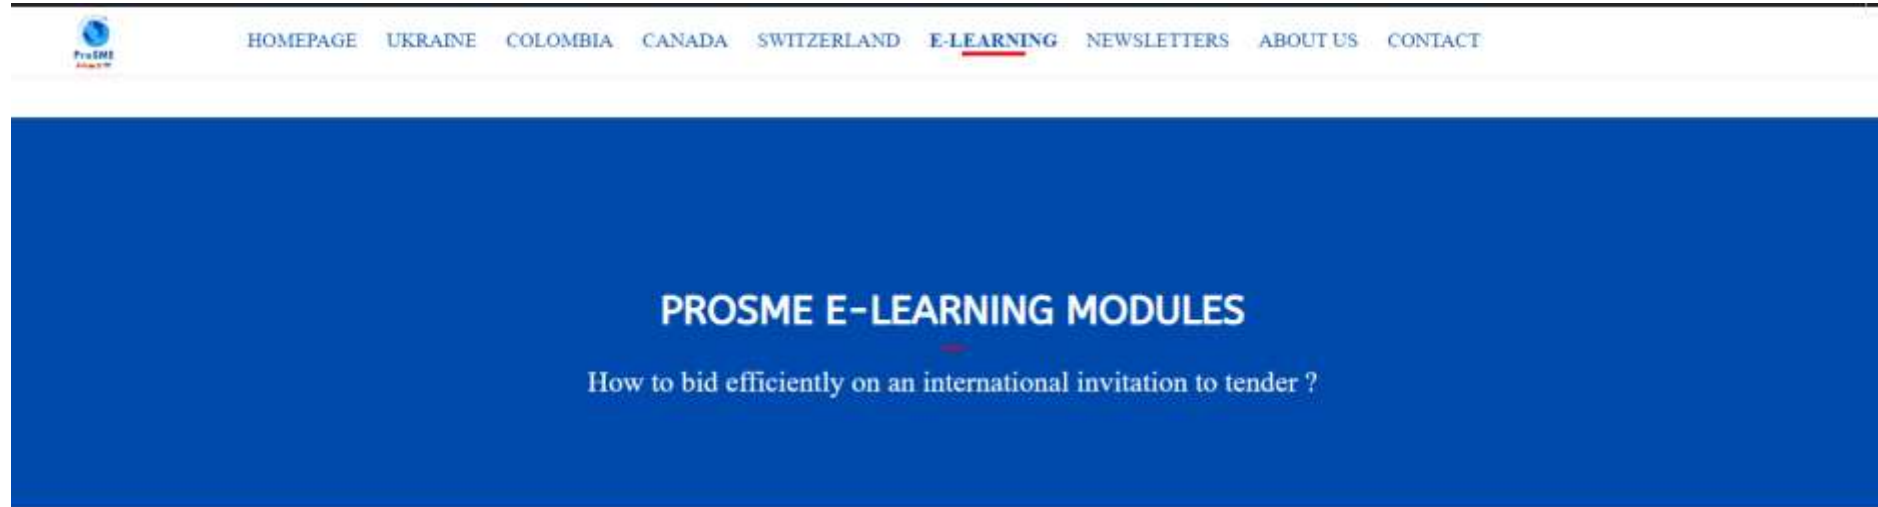 ProSME
HOMEPAGE UKRAINE COLOMBIA CANADA SWITZERLAND E-LEARNING NEWSLETTERS ABOUT US CONTACT
PROSME E-LEARNING MODULES
How to bid efficiently on an international invitation to tender ?